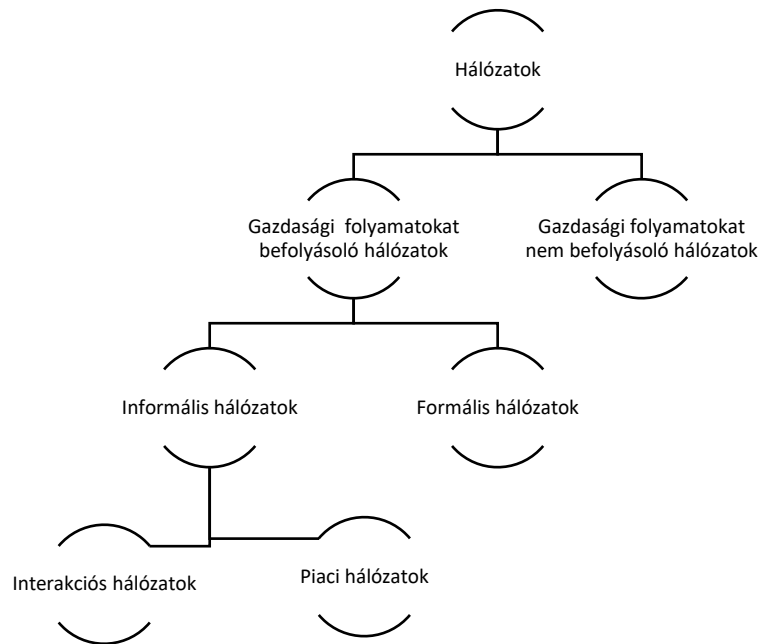 Hálózatok
Gazdasági folyamatokat
befolyásoló hálózatok
Gazdasági folyamatokat
nem befolyásoló hálózatok
Informális hálózatok
Formális hálózatok
Interakciós hálózatok
Piaci hálózatok